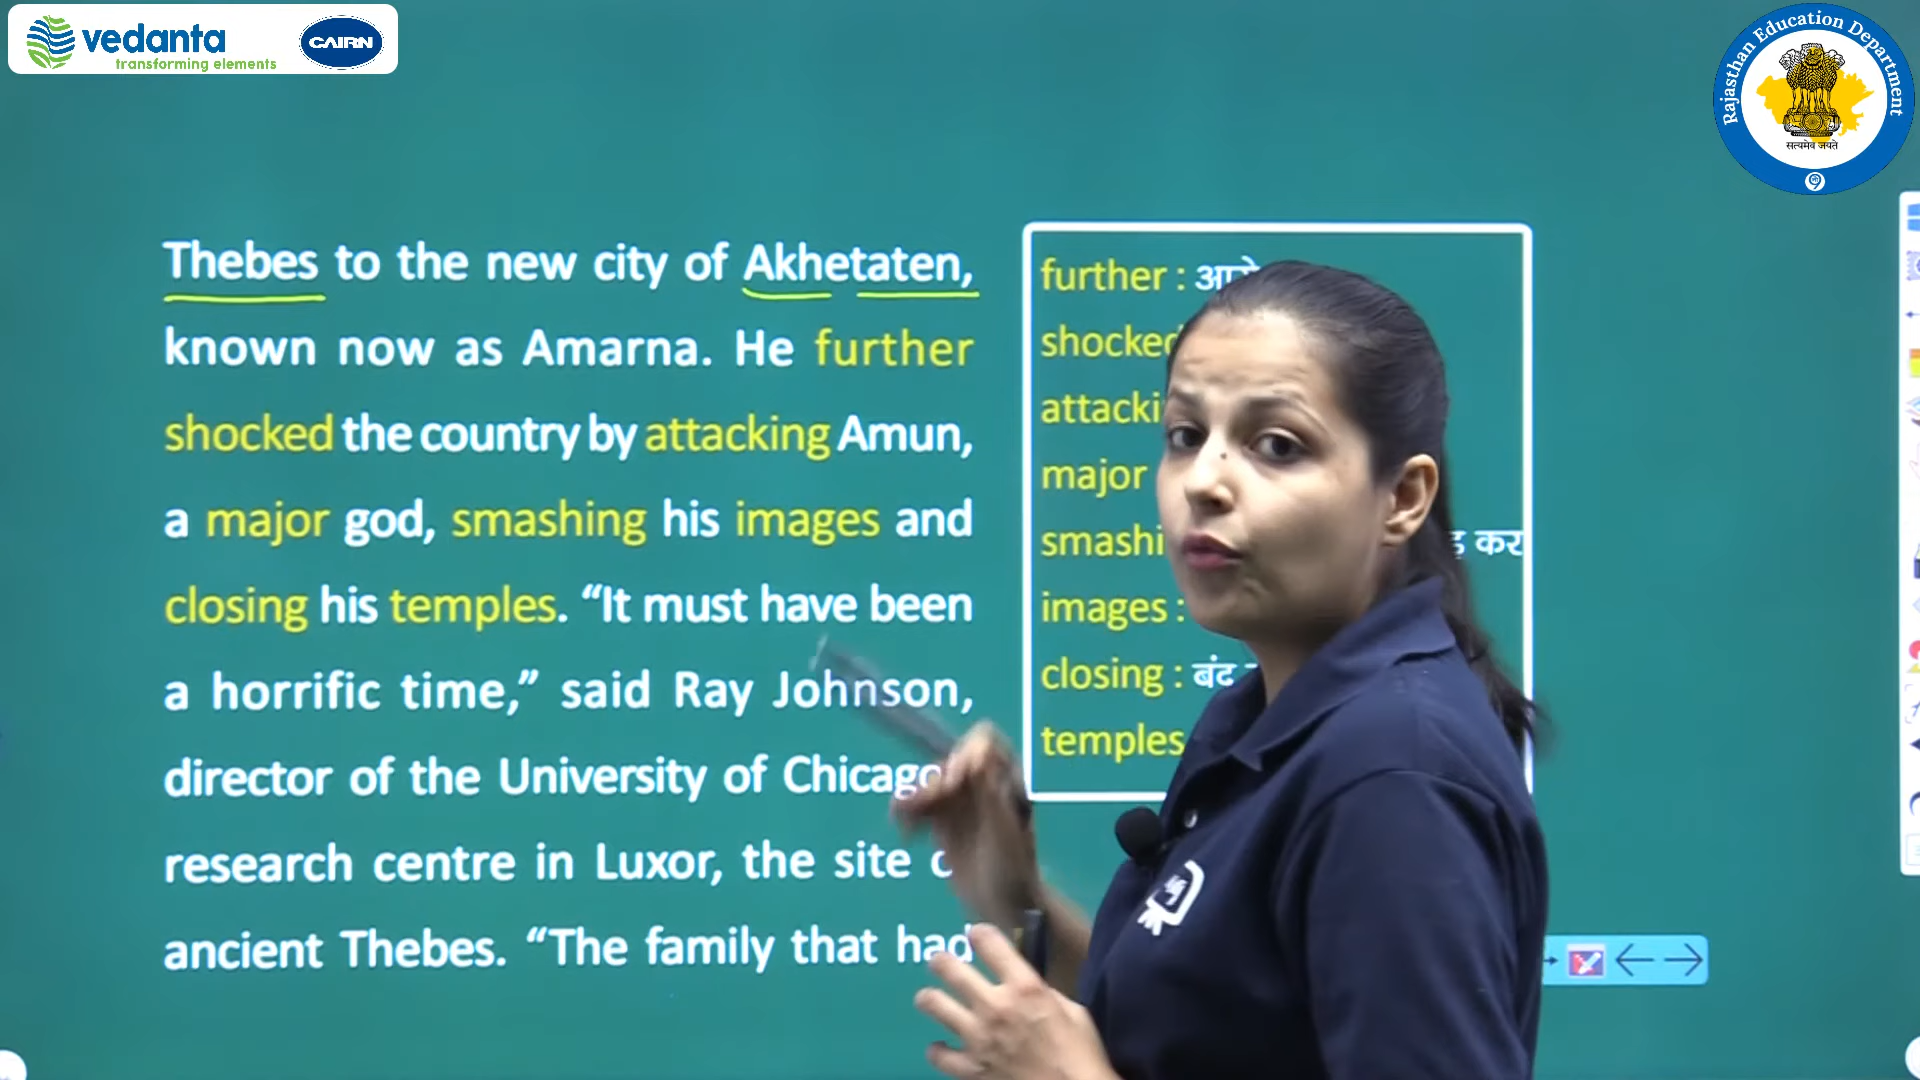 vedanta
transforming elements
CAIRN
Rajasthan Education Department
सत्यमेव जयते
Thebes to the new city of Akhetaten,
known now as Amarna. He further
shocked the country by attacking Amun,
a major god, smashing his images and
closing his temples. “It must have been
a horrific time,” said Ray Johnson,
director of the University of Chicago
research centre in Luxor, the site
ancient Thebes. “The family that had
further :
shocked
major
कर
images :
closing : बंद
temples